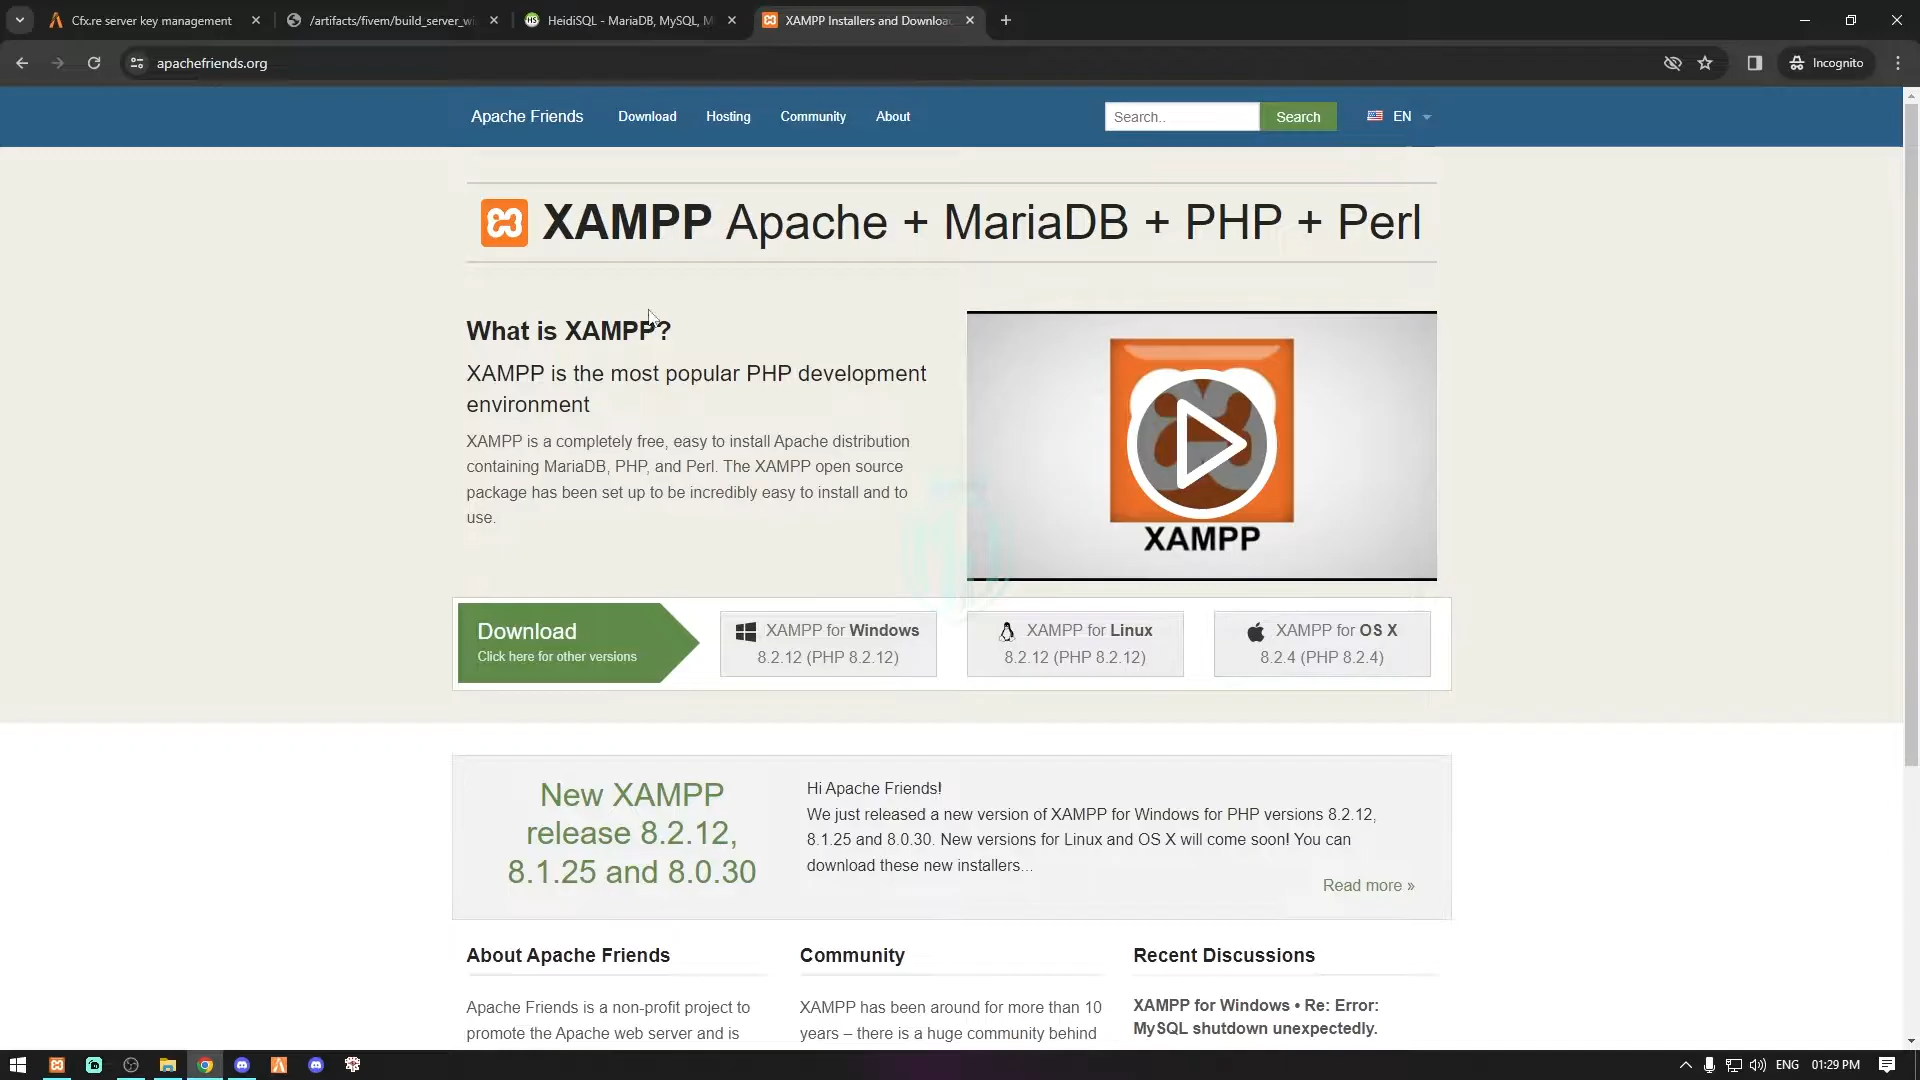 Cfx.re server key management
/artifacts/fivem/build_server_wi
HeidiSQL - MariaDB, MySQL, M
XAMPP Installers and Downloa
apachefriends.org
Incognito
Apache Friends
Download
Hosting
Community
About
Search..
Search
EN
XAMPP Apache + MariaDB + PHP + Perl
What is XAMPP?
XAMPP is the most popular PHP development
environment
XAMPP is a completely free, easy to install Apache distribution
containing MariaDB, PHP, and Perl. The XAMPP open source
package has been set up to be incredibly easy to install and to
use.
XAMPP
Download
Click here for other versions
XAMPP for Windows
8.2.12 (PHP 8.2.12)
XAMPP for Linux
8.2.12 (PHP 8.2.12)
XAMPP for OS X
8.2.4 (PHP 8.2.4)
New XAMPP
release 8.2.12,
8.1.25 and 8.0.30
Hi Apache Friends!
We just released a new version of XAMPP for Windows for PHP versions 8.2.12,
8.1.25 and 8.0.30. New versions for Linux and OS X will come soon! You can
download these new installers...
Read more »
About Apache Friends
Apache Friends is a non-profit project to
promote the Apache web server and is
Community
XAMPP has been around for more than 10
years – there is a huge community behind
Recent Discussions
XAMPP for Windows • Re: Error:
MySQL shutdown unexpectedly.
ENG
01:29 PM